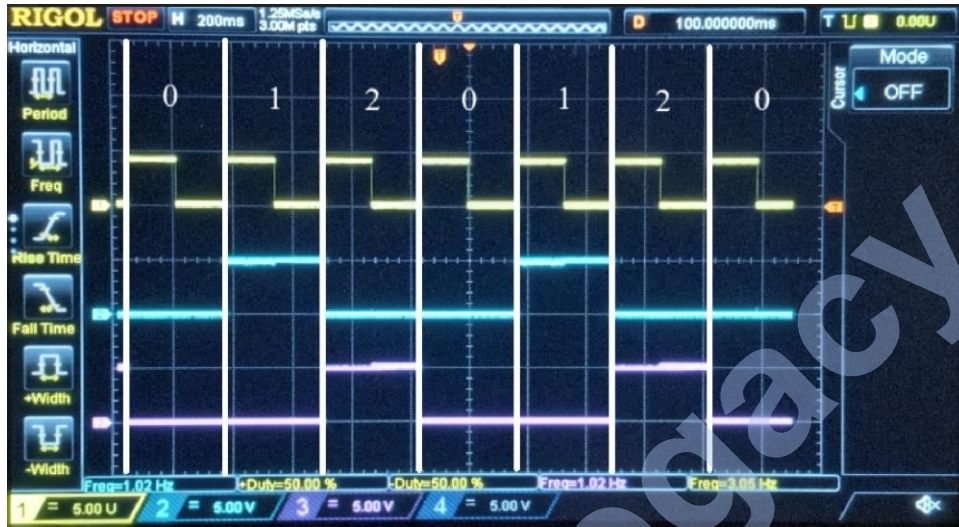 RIGOL STOP H 200ms 1.25MSa/s 3.00M pts D 100.000000ms T 0.00U
Horizontal
Period
Freq
Rise Time
Fall Time
+Width
-Width
0 1 2 0 1 2 0
Cursor
Mode
OFF
Freq=1.02 Hz +Duty=50.00 % -Duty=50.00 % Freq=1.02 Hz Freq=3.05 Hz
1 = 5.00 U 2 = 5.00 V 3 = 5.00 V 4 = 5.00 V